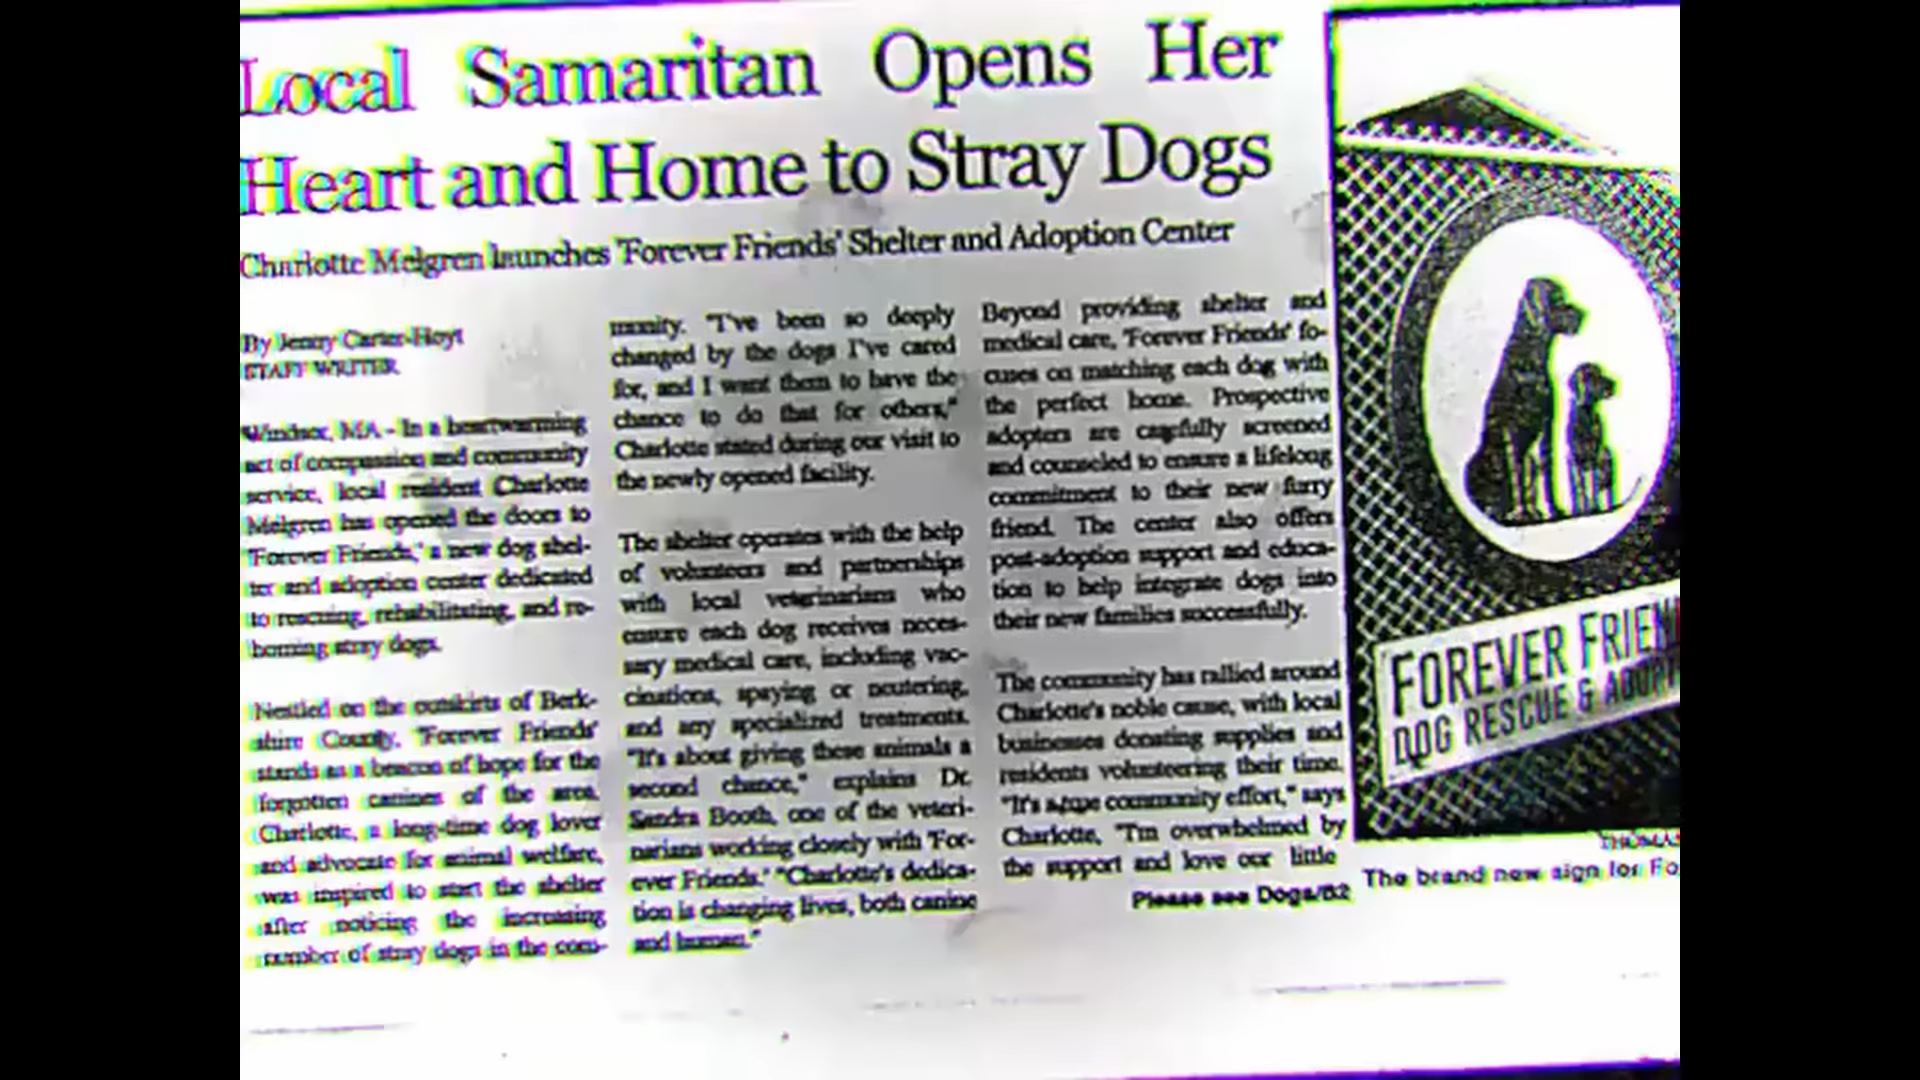 Local Samaritan Opens Her
Heart and Home to Stray Dogs
Charlotte Melgren launches 'Forever Friends' Shelter and Adoption Center
By Jenny Carter-Hoyt
STAFF WRITER
Windsor, MA - In a heartwarming
act of compassion and community
service, local resident Charlotte
Melgren has opened the doors to
'Forever Friends,' a new dog shel-
ter and adoption center dedicated
to rescuing, rehabilitating, and re-
homing stray dogs.
Nestled on the outskirts of Berk-
shire County, 'Forever Friends'
stands as a beacon of hope for the
forgotten canines of the area.
Charlotte, a long-time dog lover
and advocate for animal welfare,
was inspired to start the shelter
after noticing the increasing
number of stray dogs in the com-
munity. "I've been so deeply
changed by the dogs I've cared
for, and I want them to have the
chance to do that for others,"
Charlotte stated during our visit to
the newly opened facility.
The shelter operates with the help
of volunteers and partnerships
with local veterinarians who
ensure each dog receives neces-
sary medical care, including vac-
cinations, spaying or neutering,
and any specialized treatments.
"It's about giving these animals a
second chance," explains Dr.
Sandra Booth, one of the veteri-
narians working closely with 'For-
ever Friends.' "Charlotte's dedica-
tion is changing lives, both canine
and human."
Beyond providing shelter and
medical care, 'Forever Friends' fo-
cuses on matching each dog with
the perfect home. Prospective
adopters are carefully screened
and counseled to ensure a lifelong
commitment to their new furry
friend. The center also offers
post-adoption support and educa-
tion to help integrate dogs into
their new families successfully.
The community has rallied around
Charlotte's noble cause, with local
businesses donating supplies and
residents volunteering their time.
"It's a true community effort," says
Charlotte, "I'm overwhelmed by
the support and love our little
Please see Dogs/B2
FOREVER FRIEN
DOG RESCUE & ADOPT
THOMAS
The brand new sign for Fo